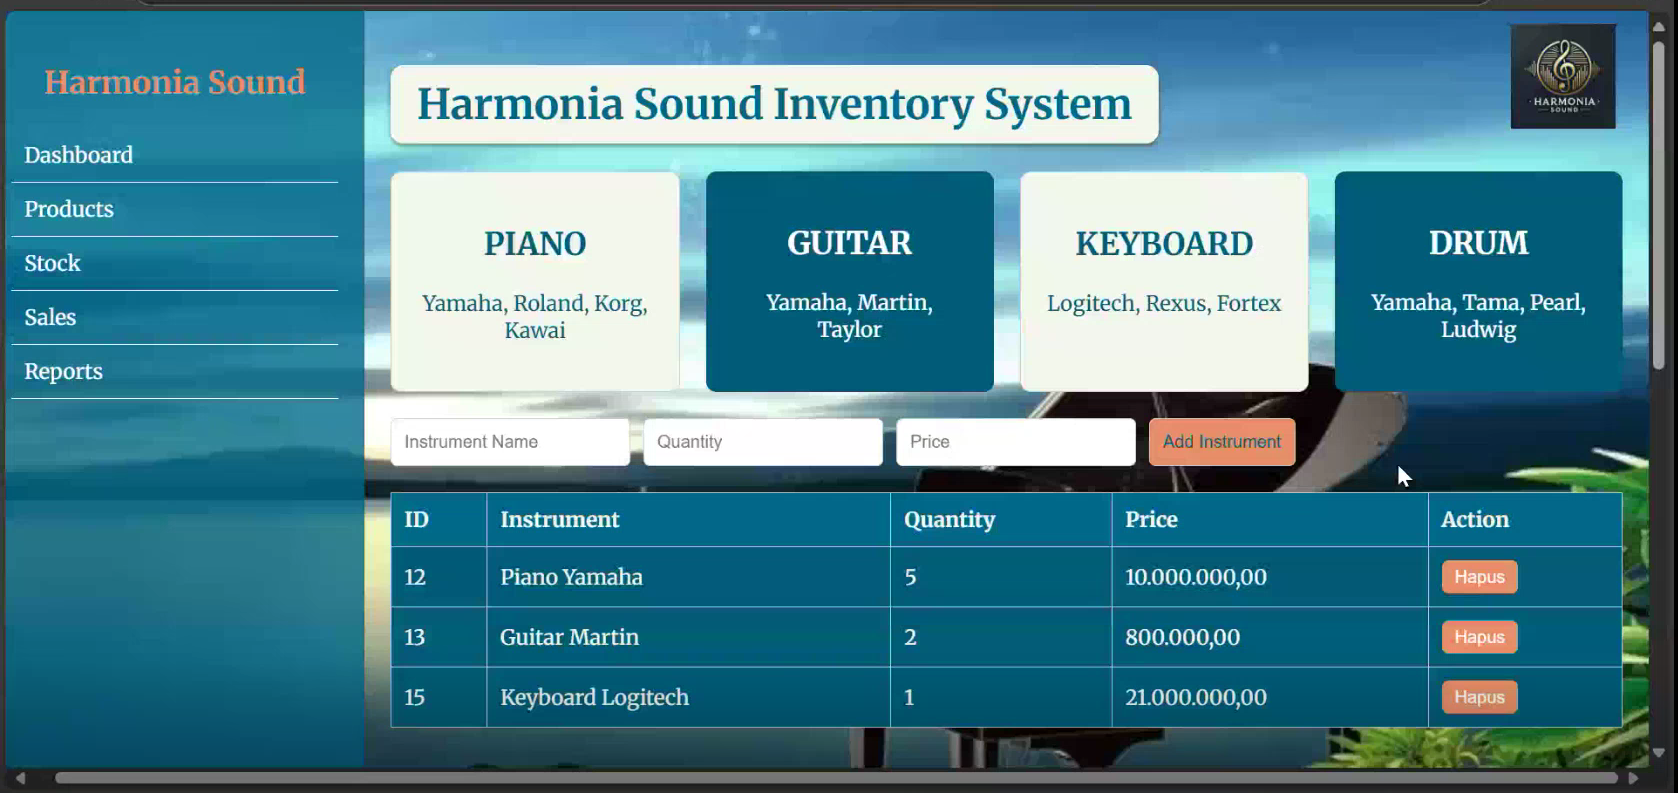 Harmonia Sound
Dashboard
Products
Stock
Sales
Reports
Harmonia Sound Inventory System
HARMONIA
SOUND
PIANO
Yamaha, Roland, Korg,
Kawai
GUITAR
Yamaha, Martin,
Taylor
KEYBOARD
Logitech, Rexus, Fortex
DRUM
Yamaha, Tama, Pearl,
Ludwig
Instrument Name Quantity Price Add Instrument
ID Instrument Quantity Price Action
12 Piano Yamaha 5 10.000.000,00 Hapus
13 Guitar Martin 2 800.000,00 Hapus
15 Keyboard Logitech 1 21.000.000,00 Hapus